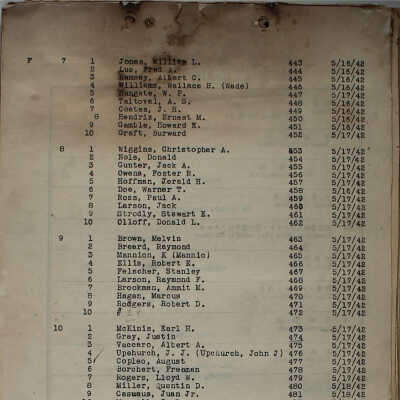 F 7 1 Jones, William L. 443 5/16/42
2 Lue, Fred A. 444 5/16/42
3 Ramsey, Albert C. 445 5/16/42
4 Williams, Wallace H. (Wade) 446 5/16/42
5 Hungate, W. P. 447 5/16/42
6 Taltoval, A. S. 448 5/16/42
7 Coates, J. H. 449 5/16/42
8 Hendrix, Ernest M. 450 5/16/42
9 Gamble, Howard K. 451 5/16/42
10 Craft, Burward 452 5/17/42
8 1 Wiggins, Christopher A. 453 5/17/42
2 Nole, Donald 454 5/17/42
3 Gunter, Jack A. 455 5/17/42
4 Owens, Foster B. 456 5/17/42
5 Hoffman, Jerald H. 457 5/17/42
6 Doe, Warner T. 458 5/16/42
7 Ross, Paul A. 459 5/17/42
8 Larson, Jack 460 5/17/42
9 Strodly, Stewart E. 461 5/17/42
10 Olloff, Donald L. 462 5/17/42
9 1 Brown, Melvin 463 5/17/42
2 Breard, Raymond 464 5/17/42
3 Mannion, K (Mannie) 465 5/17/42
4 Ellis, Robert E. 466 5/17/42
5 Felscher, Stanley 467 5/17/42
6 Larson, Raymond F. 468 5/17/42
7 Brookman, Ammit M. 469 5/17/42
8 Hagan, Marcus 470 5/17/42
9 Rodgers, Robert D. 471 5/17/42
10 472 5/17/42
10 1 McKinis, Earl H. 473 5/17/42
2 Gray, Justin 474 5/17/42
3 Vaccaro, Albert A. 475 5/17/42
4 Upchurch, J. J. (Upchurch, John J) 476 5/17/42
5 Copleo, August 477 5/17/42
6 Borchert, Freeman 478 5/17/42
7 Rogers, Lloyd W. 479 5/17/42
8 Miller, Quentin D. 480 5/18/42
9 Casuaus, Juan Jr. 481 5/18/42